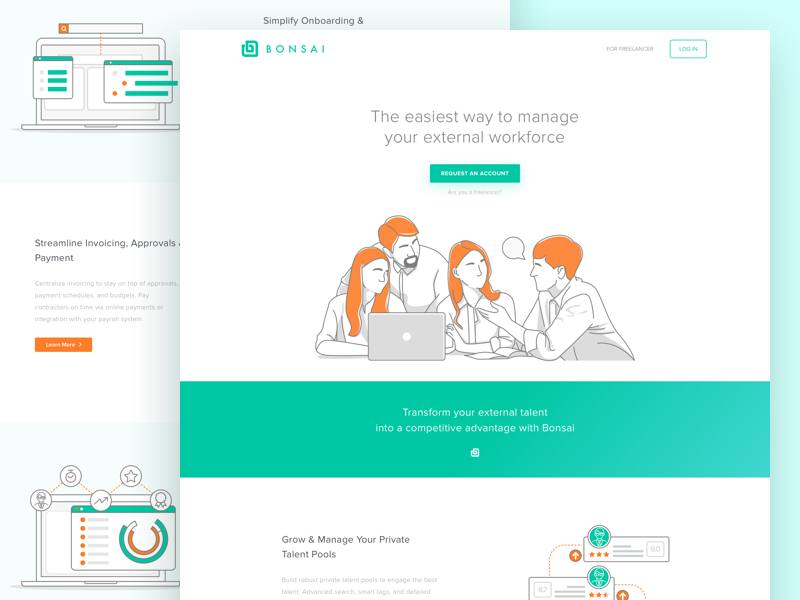 Simplify Onboarding &
BONSAI
FOR FREELANCER
LOG IN
The easiest way to manage
your external workforce
REQUEST AN ACCOUNT
Are you a freelancer?
Streamline Invoicing, Approvals
Payment
Centralize invoicing to stay on top of approvals,
payment schedules, and budgets. Pay
contractors on time via online payments or
integration with your payroll system.
Learn More
Transform your external talent
into a competitive advantage with Bonsai
Grow & Manage Your Private
Talent Pools
Build robust private talent pools to engage the best
talent. Advanced search, smart tags, and detailed
9.0
8.7